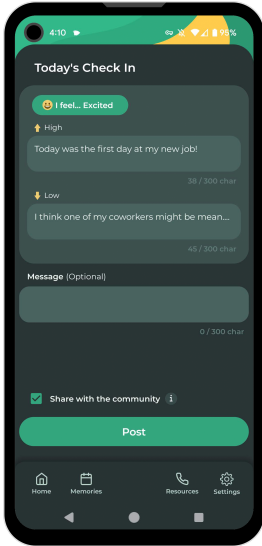 4:10
95%
Today's Check In
I feel... Excited
High
Today was the first day at my new job!
38 / 300 char
Low
I think one of my coworkers might be mean....
45 / 300 char
Message (Optional)
0 / 300 char
Share with the community i
Post
Home Memories Resources Settings